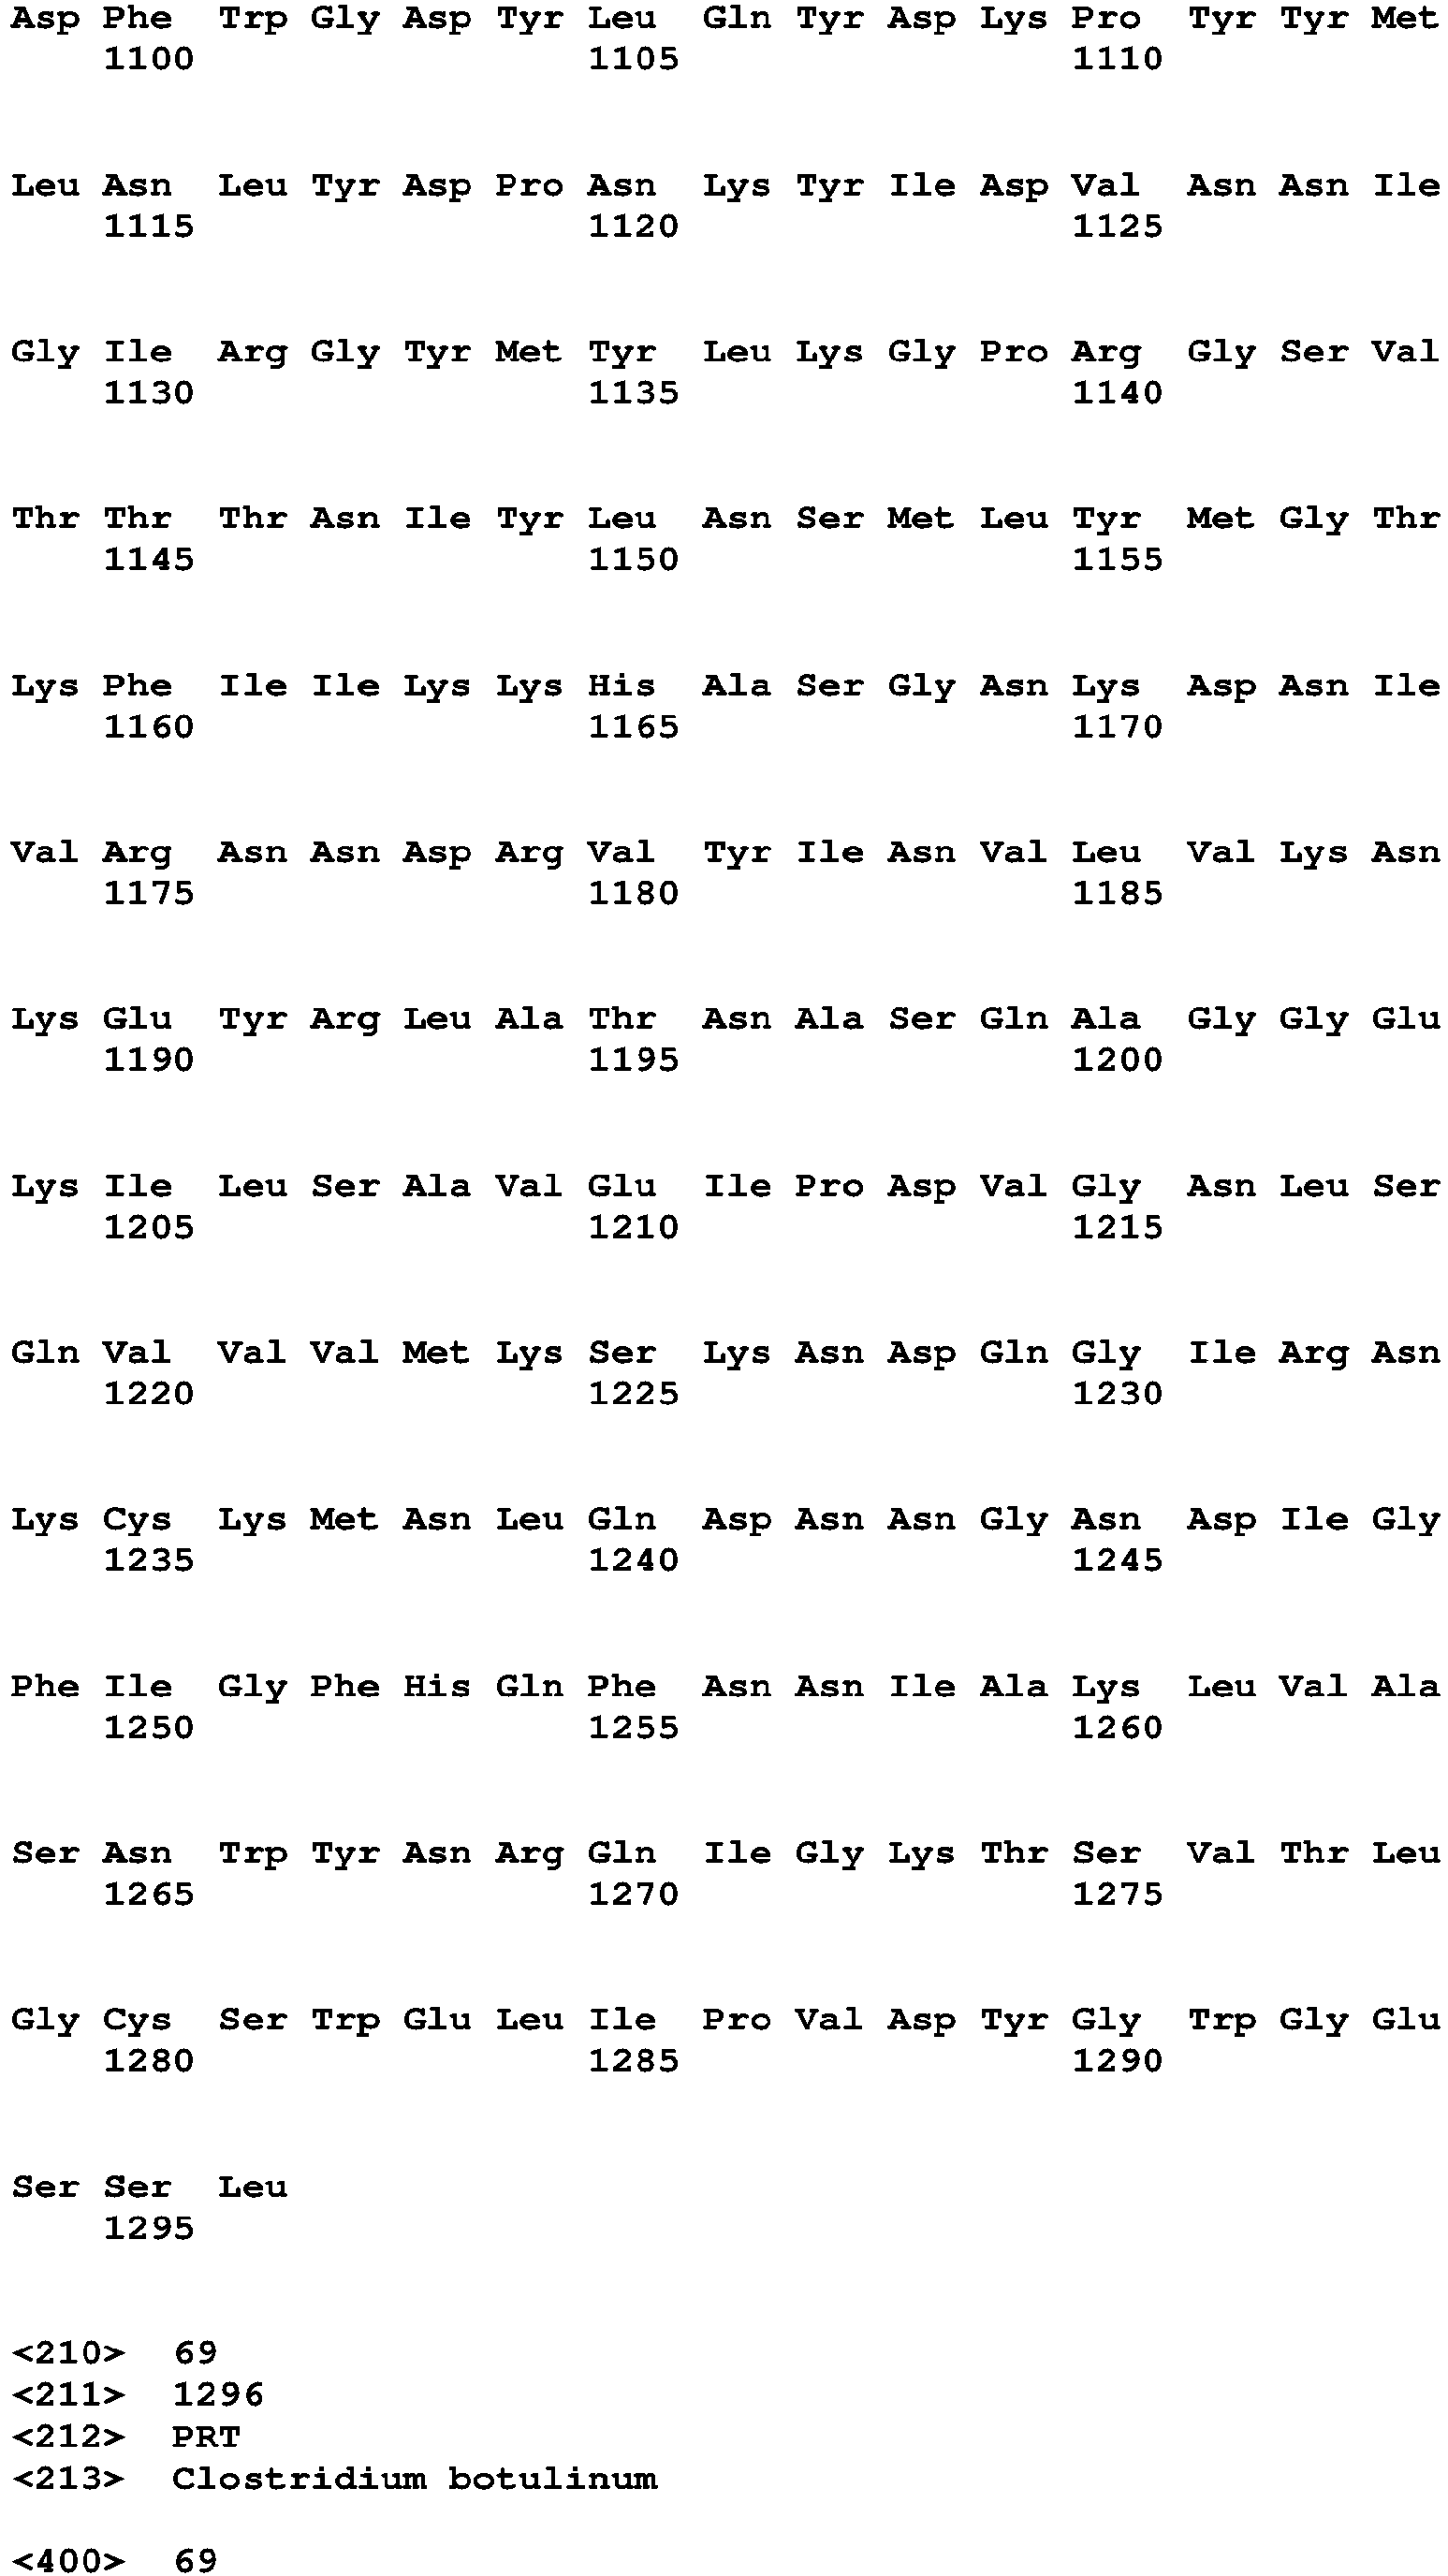 Asp Phe Trp Gly Asp Tyr Leu Gln Tyr Asp Lys Pro Tyr Tyr Met
1100 1105 1110
Leu Asn Leu Tyr Asp Pro Asn Lys Tyr Ile Asp Val Asn Asn Ile
1115 1120 1125
Gly Ile Arg Gly Tyr Met Tyr Leu Lys Gly Pro Arg Gly Ser Val
1130 1135 1140
Thr Thr Thr Asn Ile Tyr Leu Asn Ser Met Leu Tyr Met Gly Thr
1145 1150 1155
Lys Phe Ile Ile Lys Lys His Ala Ser Gly Asn Lys Asp Asn Ile
1160 1165 1170
Val Arg Asn Asn Asp Arg Val Tyr Ile Asn Val Leu Val Lys Asn
1175 1180 1185
Lys Glu Tyr Arg Leu Ala Thr Asn Ala Ser Gln Ala Gly Gly Glu
1190 1195 1200
Lys Ile Leu Ser Ala Val Glu Ile Pro Asp Val Gly Asn Leu Ser
1205 1210 1215
Gln Val Val Val Met Lys Ser Lys Asn Asp Gln Gly Ile Arg Asn
1220 1225 1230
Lys Cys Lys Met Asn Leu Gln Asp Asn Asn Gly Asn Asp Ile Gly
1235 1240 1245
Phe Ile Gly Phe His Gln Phe Asn Asn Ile Ala Lys Leu Val Ala
1250 1255 1260
Ser Asn Trp Tyr Asn Arg Gln Ile Gly Lys Thr Ser Val Thr Leu
1265 1270 1275
Gly Cys Ser Trp Glu Leu Ile Pro Val Asp Tyr Gly Trp Gly Glu
1280 1285 1290
Ser Ser Leu
1295
<210> 69
<211> 1296
<212> PRT
<213> Clostridium botulinum
<400> 69